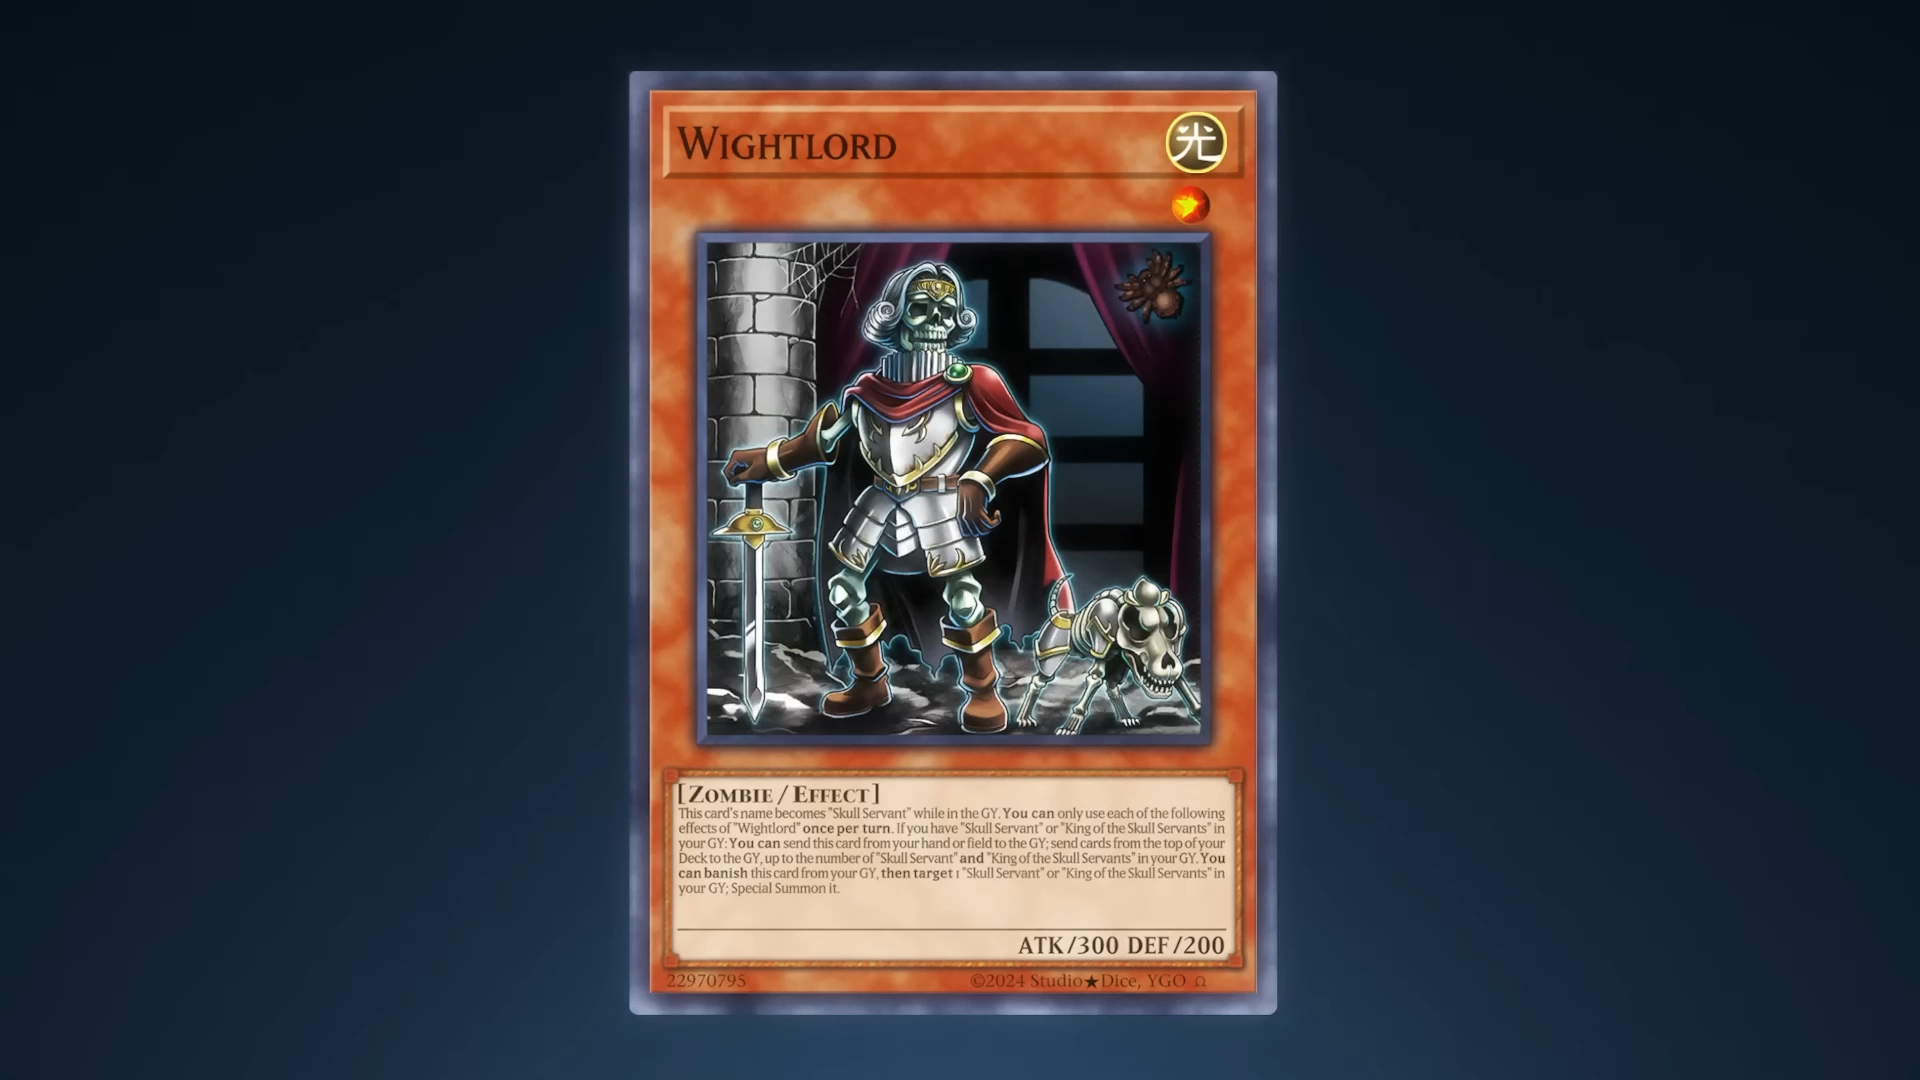 Wightlord
光
[Zombie / Effect]
This card's name becomes "Skull Servant" while in the GY. You can only use each of the following
effects of "Wightlord" once per turn. If you have "Skull Servant" or "King of the Skull Servants" in
your GY: You can send this card from your hand or field to the GY; send cards from the top of your
Deck to the GY, up to the number of "Skull Servant" and "King of the Skull Servants" in your GY. You
can banish this card from your GY, then target 1 "Skull Servant" or "King of the Skull Servants" in
your GY; Special Summon it.
ATK/300 DEF/200
22970795 ©2024 Studio★Dice, YGO Ω